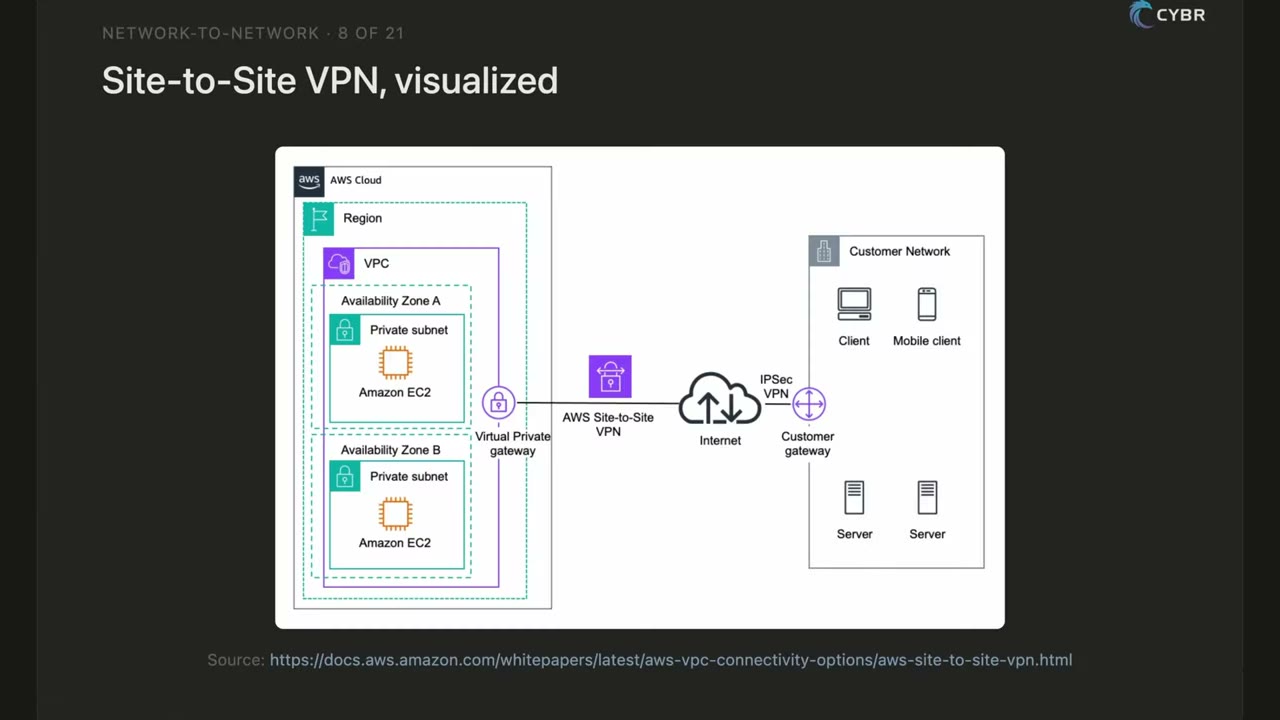 NETWORK-TO-NETWORK · 8 OF 21
CYBR
Site-to-Site VPN, visualized
aws
AWS Cloud
Region
VPC
Availability Zone A
Private subnet
Amazon EC2
Availability Zone B
Private subnet
Amazon EC2
Virtual Private
gateway
AWS Site-to-Site
VPN
Internet
IPSec
VPN
Customer
gateway
Customer Network
Client
Mobile client
Server
Server
Source: https://docs.aws.amazon.com/whitepapers/latest/aws-vpc-connectivity-options/aws-site-to-site-vpn.html